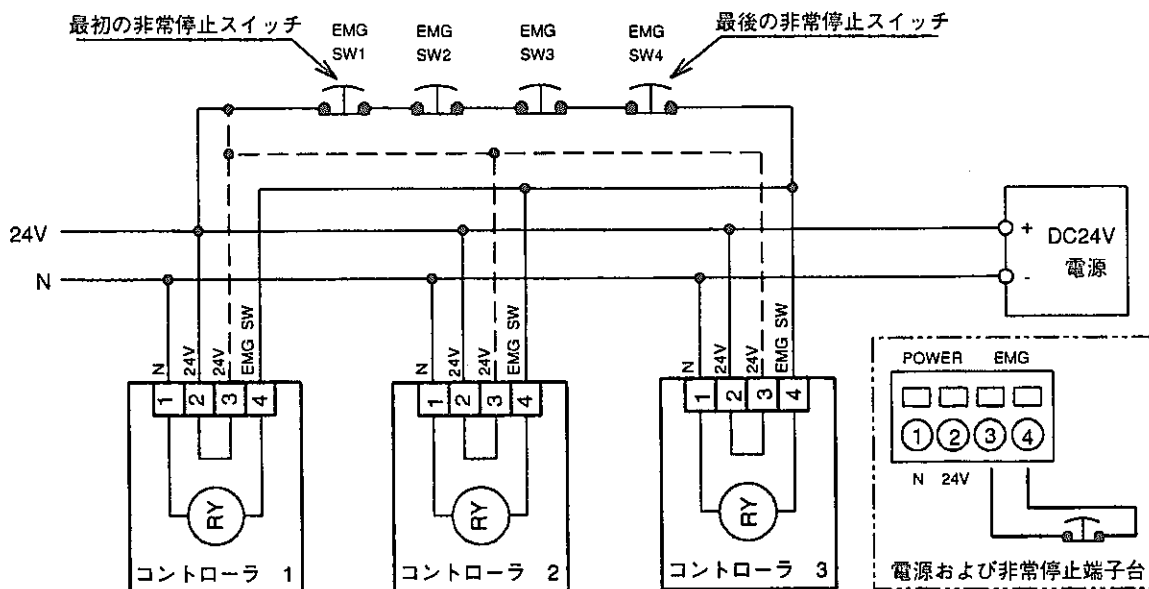 最初の非常停止スイッチ
EMG
SW1
EMG
SW2
EMG
SW3
EMG
SW4
最後の非常停止スイッチ
24V
N
+
-
DC24V
電源
N
24V
24V
EMG SW
1
2
3
4
RY
コントローラ 1
N
24V
24V
EMG SW
1
2
3
4
RY
コントローラ 2
N
24V
24V
EMG SW
1
2
3
4
RY
コントローラ 3
POWER EMG
1 2 3 4
N 24V
電源および非常停止端子台